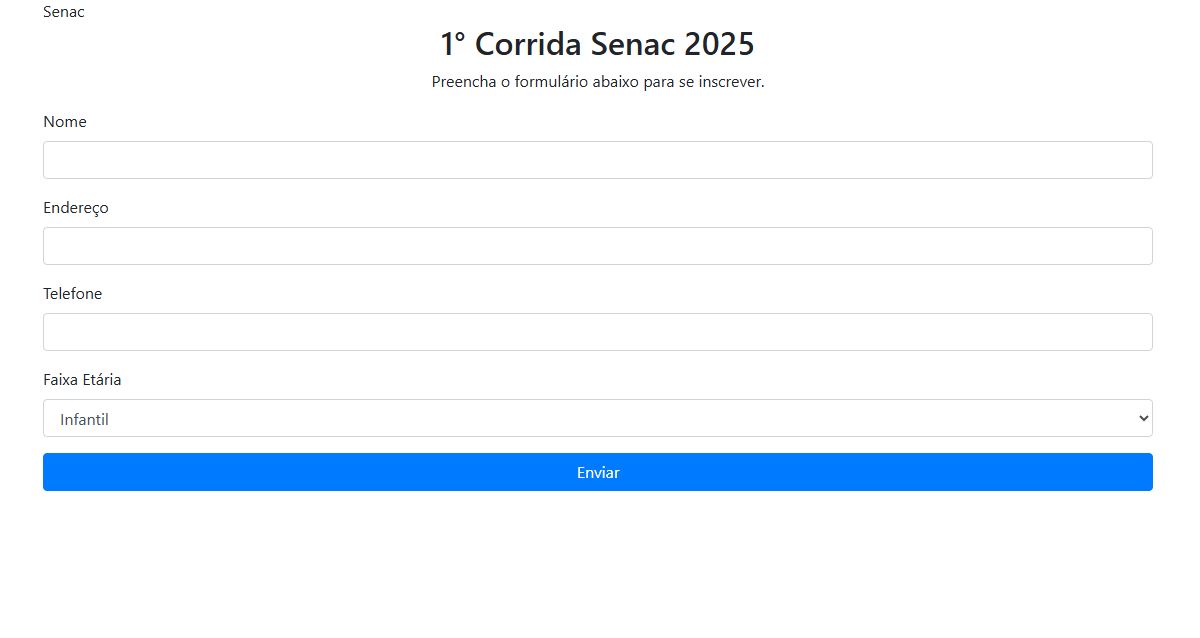 Senac
1° Corrida Senac 2025
Preencha o formulário abaixo para se inscrever.
Nome
Endereço
Telefone
Faixa Etária
Infantil
Enviar